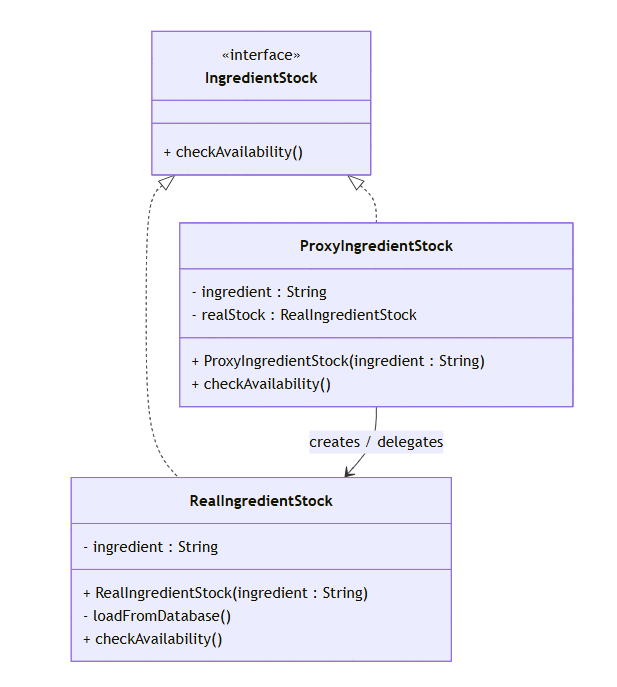 «interface»
IngredientStock
+ checkAvailability()
ProxyIngredientStock
- ingredient : String
- realStock : RealIngredientStock
+ ProxyIngredientStock(ingredient : String)
+ checkAvailability()
creates / delegates
RealIngredientStock
- ingredient : String
+ RealIngredientStock(ingredient : String)
- loadFromDatabase()
+ checkAvailability()